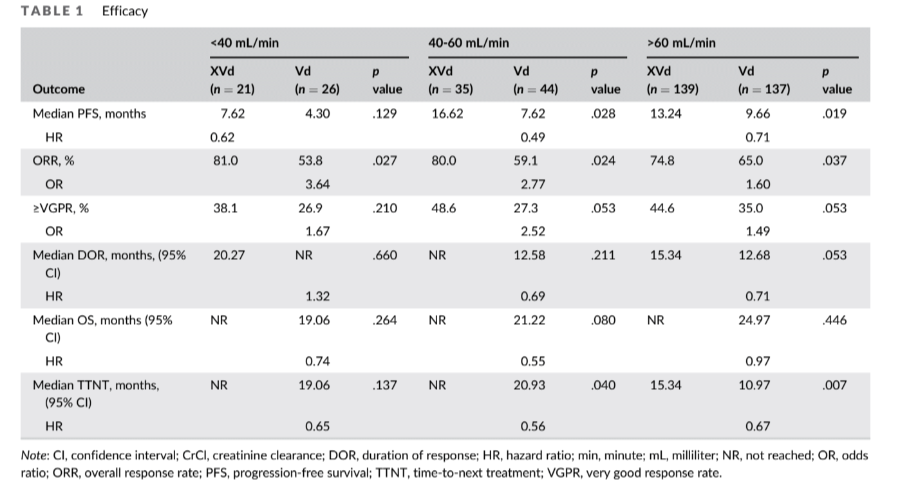 TABLE 1 Efficacy
<40 mL/min 40-60 mL/min >60 mL/min
XVd Vd p XVd Vd p XVd Vd p
Outcome (n = 21) (n = 26) value (n = 35) (n = 44) value (n = 139) (n = 137) value
Median PFS, months 7.62 4.30 .129 16.62 7.62 .028 13.24 9.66 .019
HR 0.62 0.49 0.71
ORR, % 81.0 53.8 .027 80.0 59.1 .024 74.8 65.0 .037
OR 3.64 2.77 1.60
≥VGPR, % 38.1 26.9 .210 48.6 27.3 .053 44.6 35.0 .053
OR 1.67 2.52 1.49
Median DOR, months, (95% 20.27 NR .660 NR 12.58 .211 15.34 12.68 .053
CI)
HR 1.32 0.69 0.71
Median OS, months (95% NR 19.06 .264 NR 21.22 .080 NR 24.97 .446
CI)
HR 0.74 0.55 0.97
Median TTNT, months, NR 19.06 .137 NR 20.93 .040 15.34 10.97 .007
(95% CI)
HR 0.65 0.56 0.67
Note: CI, confidence interval; CrCl, creatinine clearance; DOR, duration of response; HR, hazard ratio; min, minute; mL, milliliter; NR, not reached; OR, odds
ratio; ORR, overall response rate; PFS, progression-free survival; TTNT, time-to-next treatment; VGPR, very good response rate.